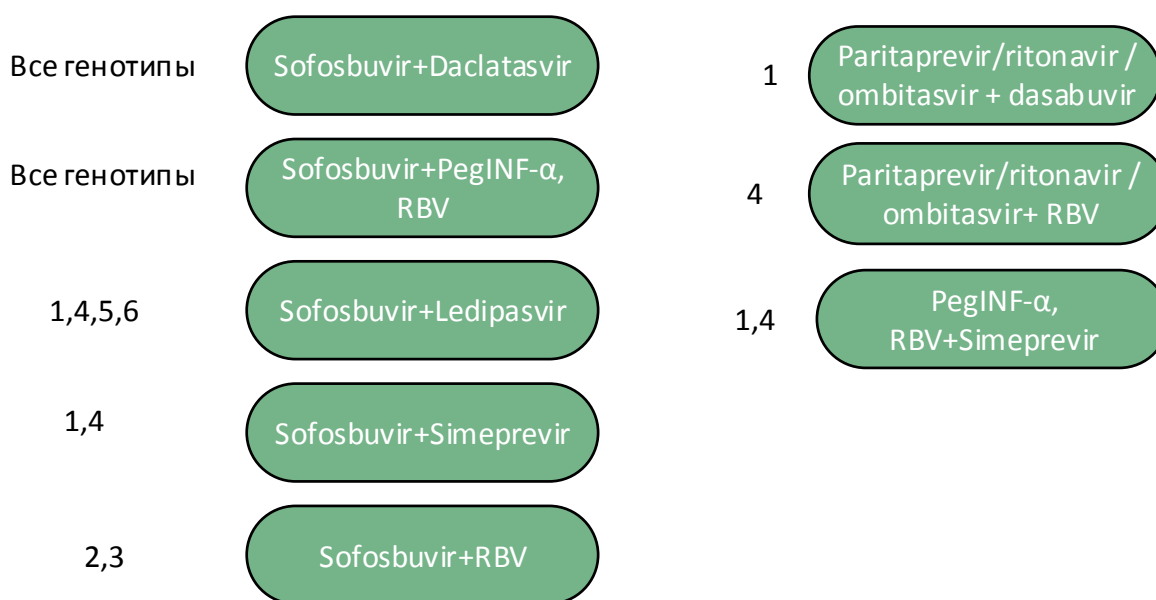 Все генотипы
Sofosbuvir+Daclatasvir
Все генотипы
Sofosbuvir+PegINF-α,
RBV
1,4,5,6
Sofosbuvir+Ledipasvir
1,4
Sofosbuvir+Simeprevir
2,3
Sofosbuvir+RBV
1
Paritaprevir/ritonavir /
ombitasvir + dasabuvir
4
Paritaprevir/ritonavir /
ombitasvir+ RBV
1,4
PegINF-α,
RBV+Simeprevir